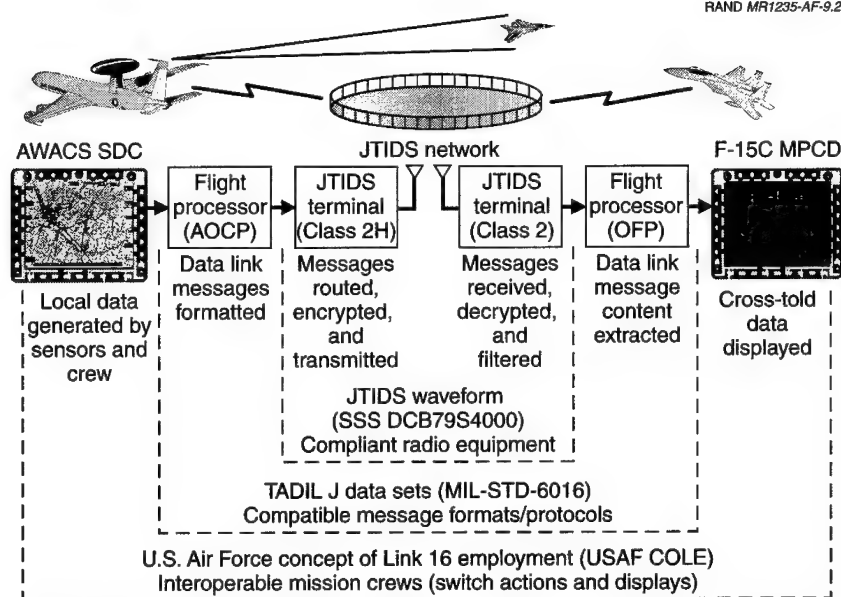 RAND MR1235-AF-9.2
AWACS SDC
JTIDS network
F-15C MPCD
Flight
processor
(AOCP)
JTIDS
terminal
(Class 2H)
JTIDS
terminal
(Class 2)
Flight
processor
(OFP)
Local data
generated by
sensors and
crew
Data link
messages
formatted
Messages
routed,
encrypted,
and
transmitted
Messages
received,
decrypted,
and
filtered
Data link
message
content
extracted
Cross-told
data
displayed
JTIDS waveform
(SSS DCB79S4000)
Compliant radio equipment
TADIL J data sets (MIL-STD-6016)
Compatible message formats/protocols
U.S. Air Force concept of Link 16 employment (USAF COLE)
Interoperable mission crews (switch actions and displays)